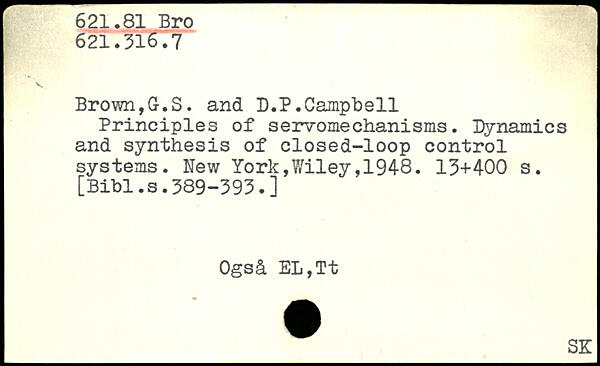 621.81 Bro
621.316.7
Brown,G.S. and D.P.Campbell
Principles of servomechanisms. Dynamics
and synthesis of closed-loop control
systems. New York,Wiley,1948. 13+400 s.
[Bibl.s.389-393.]
Også EL,Tt
SK